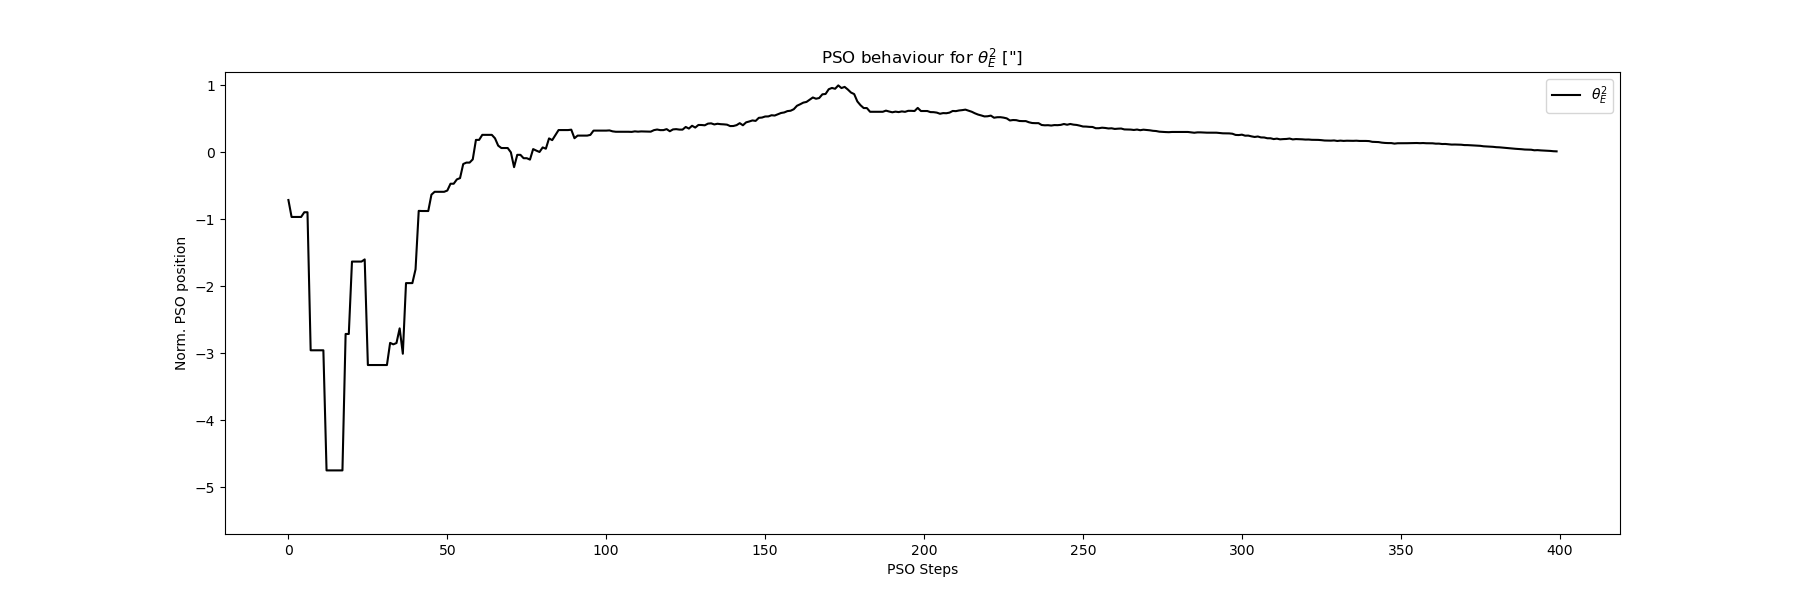 PSO behaviour for θ_E^2 ["]
θ_E^2
Norm. PSO position
1
0
−1
−2
−3
−4
−5
0 50 100 150 200 250 300 350 400
PSO Steps